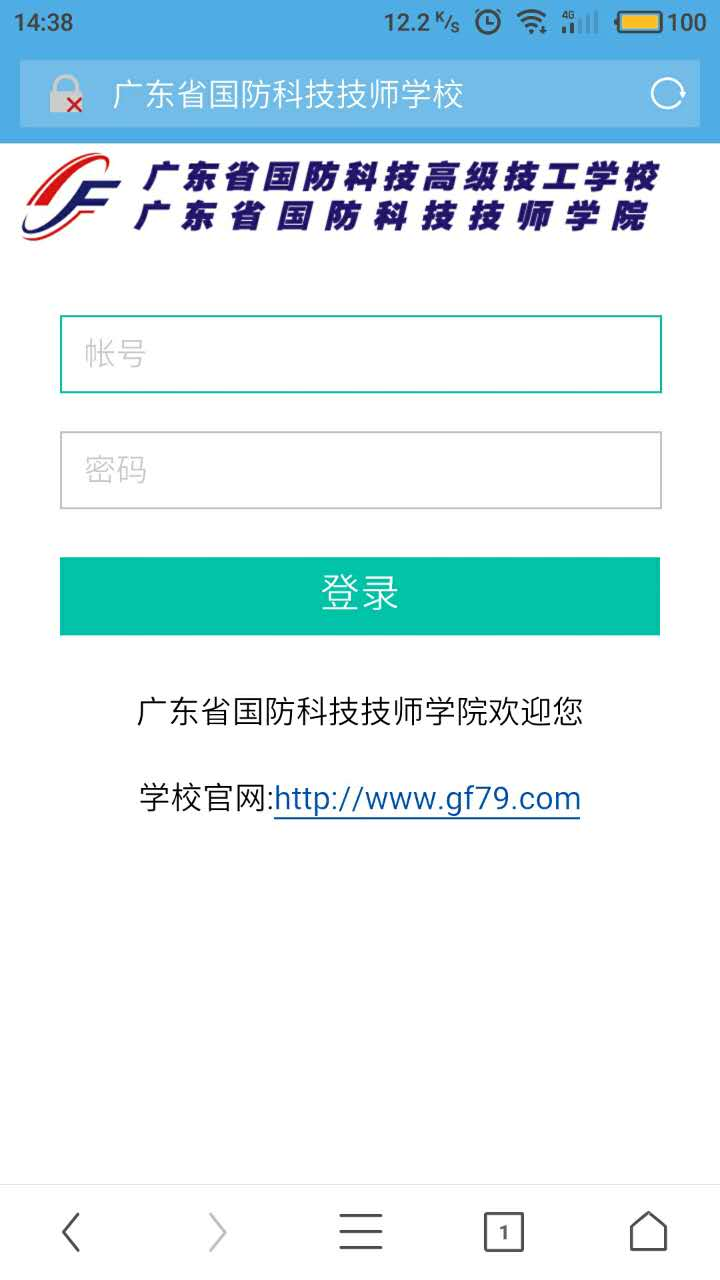 14:38 12.2 K/s 4G 100
广东省国防科技技师学校
广东省国防科技高级技工学校
广东省国防科技技师学院
帐号
密码
登录
广东省国防科技技师学院欢迎您
学校官网:http://www.gf79.com
1